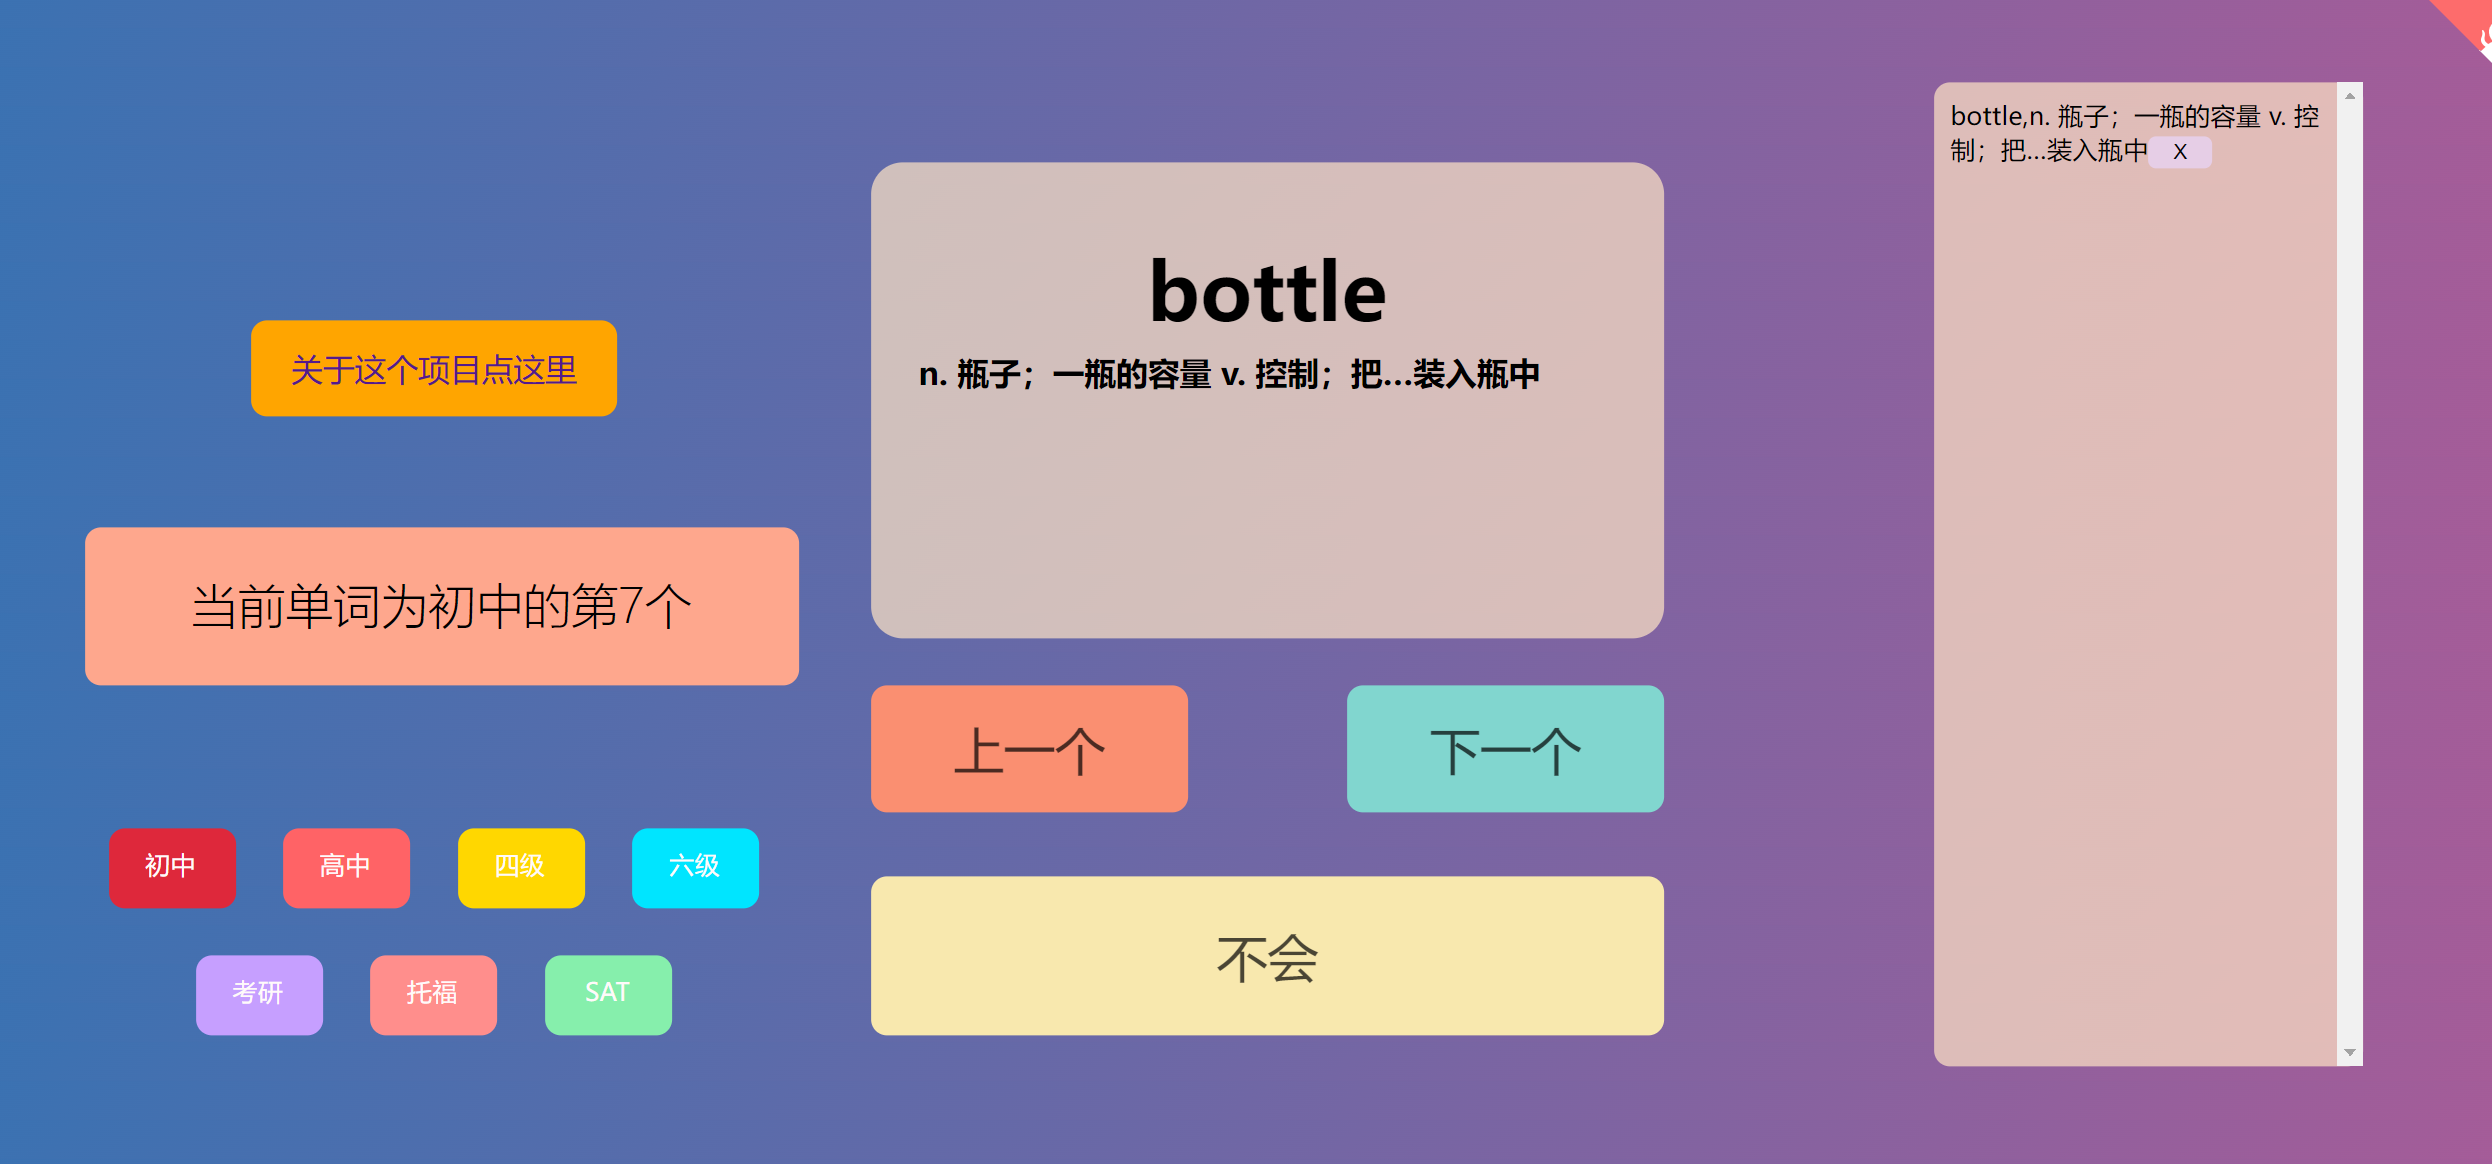 关于这个项目点这里
当前单词为初中的第7个
初中
高中
四级
六级
考研
托福
SAT
bottle
n. 瓶子；一瓶的容量 v. 控制；把…装入瓶中
上一个
下一个
不会
bottle,n. 瓶子；一瓶的容量 v. 控
制；把…装入瓶中 X